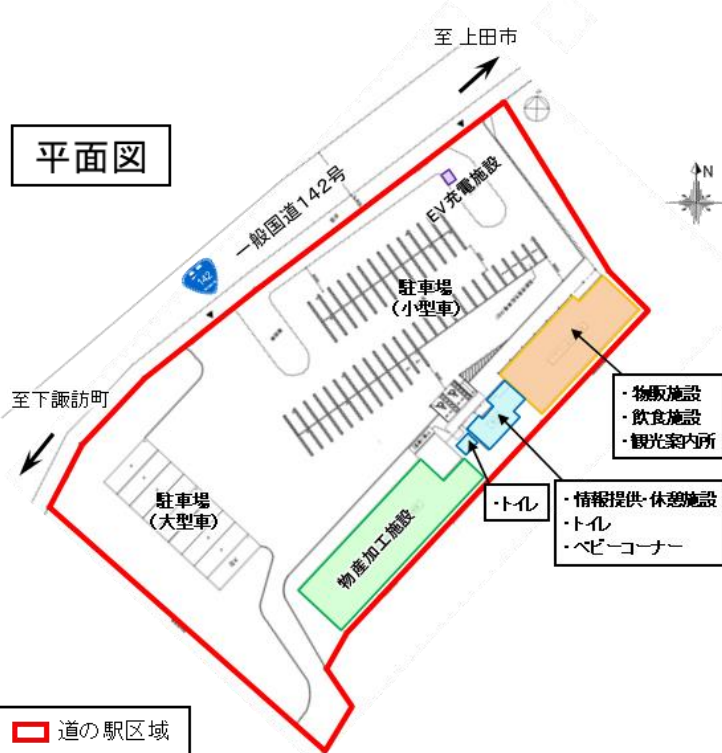 至 上田市
平面図
N
一般国道142号
142
EV充電施設
駐車場
(小型車)
至下諏訪町
・物販施設
・飲食施設
・観光案内所
駐車場
(大型車)
・トイレ
・情報提供・休憩施設
・トイレ
・ベビーコーナー
物産加工施設
道の駅区域